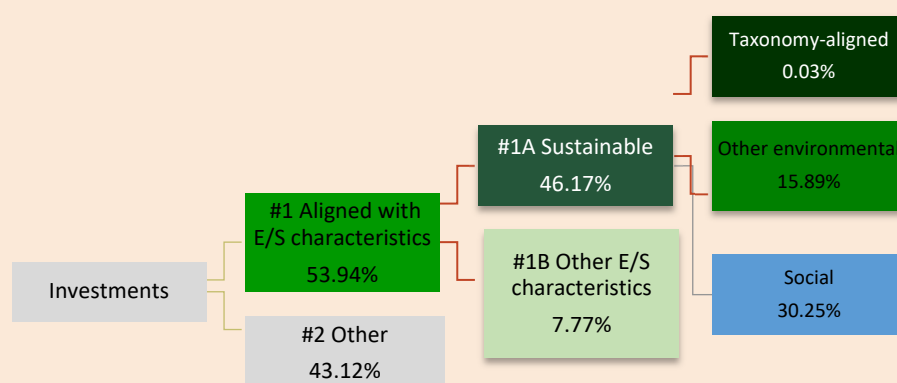 Taxonomy-aligned
0.03%
#1A Sustainable
46.17%
Other environmenta
15.89%
#1 Aligned with
E/S characteristics
53.94%
#1B Other E/S
characteristics
7.77%
Social
30.25%
Investments
#2 Other
43.12%